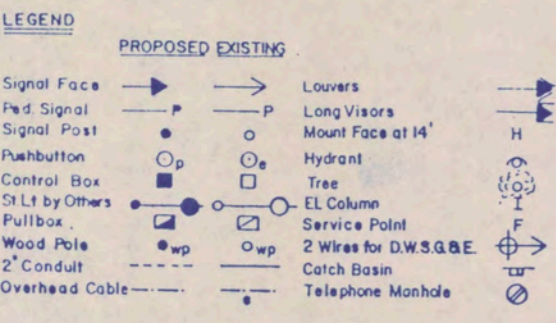 LEGEND
PROPOSED EXISTING
Signal Face
Ped. Signal P P
Signal Post
Pushbutton p e
Control Box
St.Lt by Others
Pullbox.
Wood Pole wp wp
2" Conduit
Overhead Cable e
Louvers
Long Visors
Mount Face at 14' H
Hydrant
Tree
EL Column
Service Point F
2 Wires for D.W.S.G.&E.
Catch Basin
Telephone Manhole